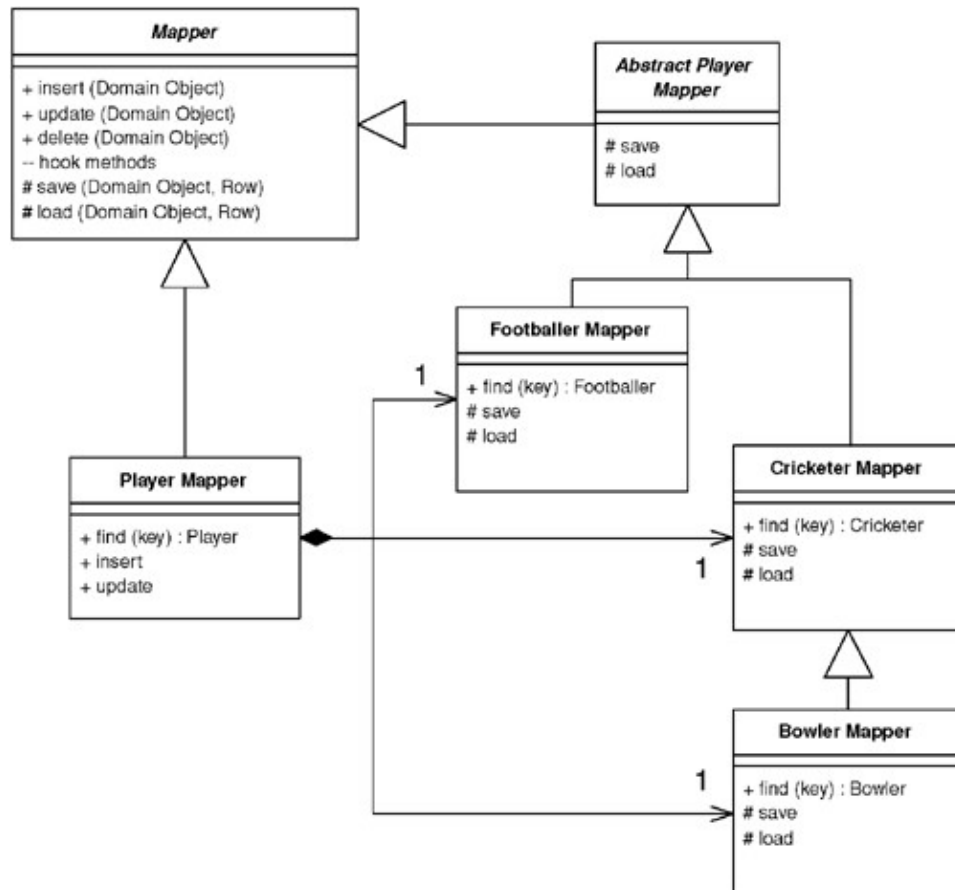 Mapper
+ insert (Domain Object)
+ update (Domain Object)
+ delete (Domain Object)
-- hook methods
# save (Domain Object, Row)
# load (Domain Object, Row)
Abstract Player
Mapper
# save
# load
Footballer Mapper
+ find (key) : Footballer
# save
# load
1
Player Mapper
+ find (key) : Player
+ insert
+ update
Cricketer Mapper
+ find (key) : Cricketer
# save
# load
1
Bowler Mapper
+ find (key) : Bowler
# save
# load
1